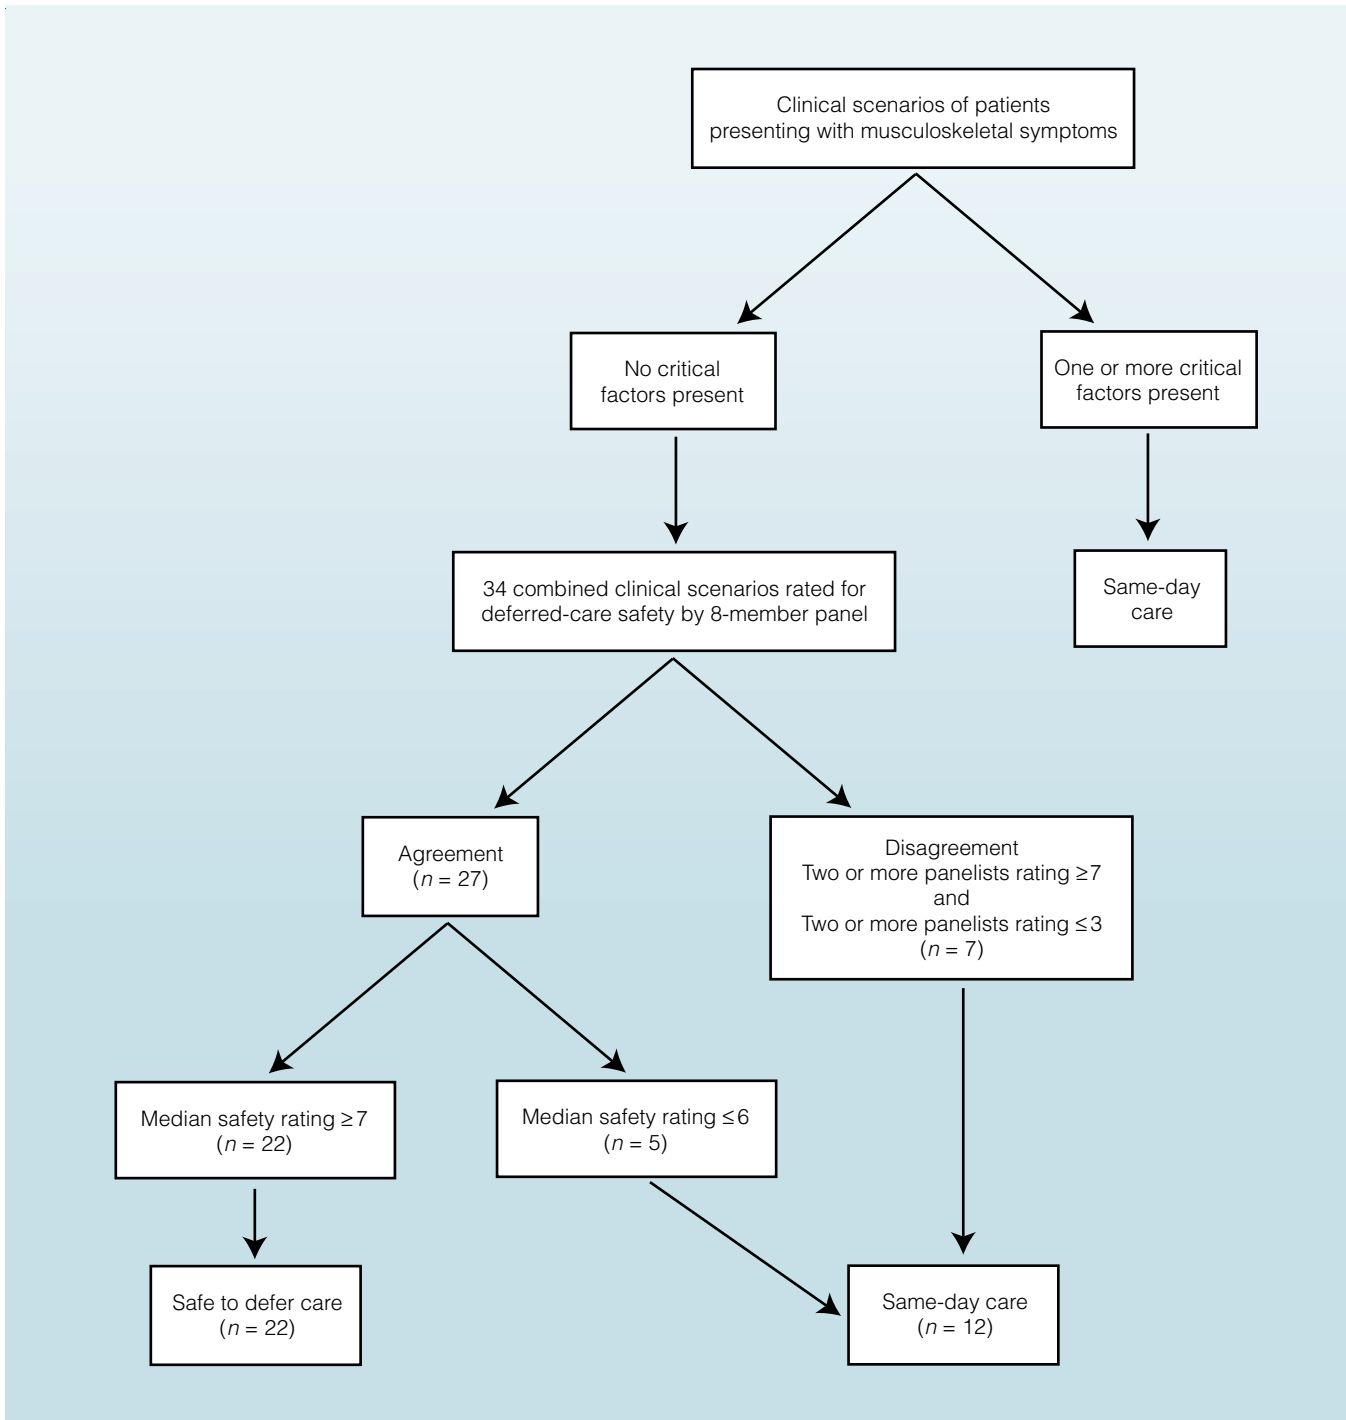 Clinical scenarios of patients
presenting with musculoskeletal symptoms
No critical
factors present
One or more critical
factors present
34 combined clinical scenarios rated for
deferred-care safety by 8-member panel
Same-day
care
Agreement
(n = 27)
Disagreement
Two or more panelists rating ≥7
and
Two or more panelists rating ≤3
(n = 7)
Median safety rating ≥7
(n = 22)
Median safety rating ≤6
(n = 5)
Safe to defer care
(n = 22)
Same-day care
(n = 12)